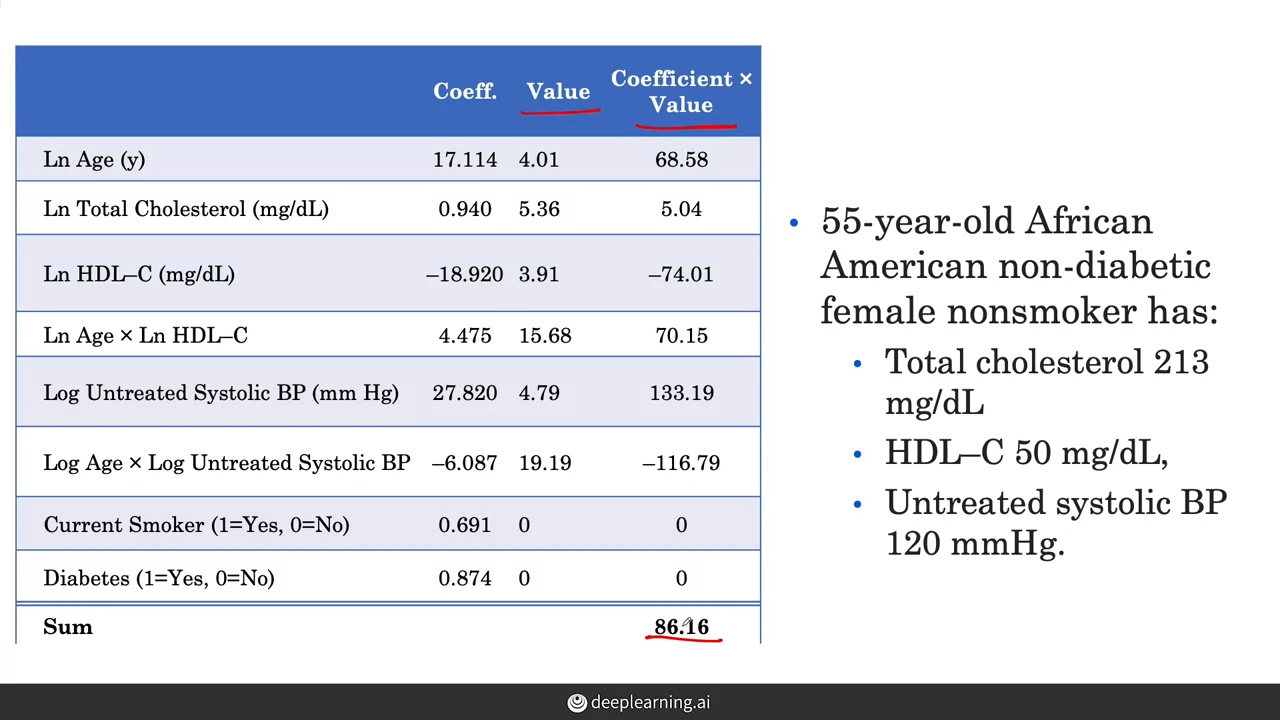 Coeff. Value Coefficient ×
Value
Ln Age (y) 17.114 4.01 68.58
Ln Total Cholesterol (mg/dL) 0.940 5.36 5.04
Ln HDL–C (mg/dL) –18.920 3.91 –74.01
Ln Age × Ln HDL–C 4.475 15.68 70.15
Log Untreated Systolic BP (mm Hg) 27.820 4.79 133.19
Log Age × Log Untreated Systolic BP –6.087 19.19 –116.79
Current Smoker (1=Yes, 0=No) 0.691 0 0
Diabetes (1=Yes, 0=No) 0.874 0 0
Sum 86.16
• 55-year-old African
American non-diabetic
female nonsmoker has:
• Total cholesterol 213
mg/dL
• HDL–C 50 mg/dL,
• Untreated systolic BP
120 mmHg.
deeplearning.ai